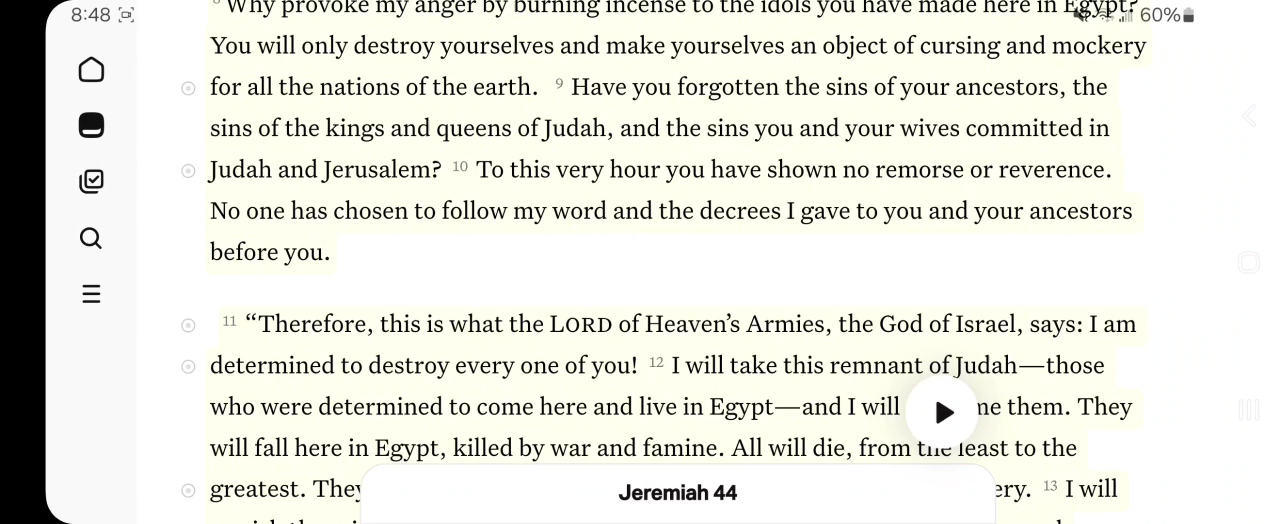 8:48
60%
8 Why provoke my anger by burning incense to the idols you have made here in Egypt?
You will only destroy yourselves and make yourselves an object of cursing and mockery
for all the nations of the earth. 9 Have you forgotten the sins of your ancestors, the
sins of the kings and queens of Judah, and the sins you and your wives committed in
Judah and Jerusalem? 10 To this very hour you have shown no remorse or reverence.
No one has chosen to follow my word and the decrees I gave to you and your ancestors
before you.
11 “Therefore, this is what the LORD of Heaven’s Armies, the God of Israel, says: I am
determined to destroy every one of you! 12 I will take this remnant of Judah—those
who were determined to come here and live in Egypt—and I will me them. They
will fall here in Egypt, killed by war and famine. All will die, from the least to the
greatest. They ery. 13 I will
Jeremiah 44